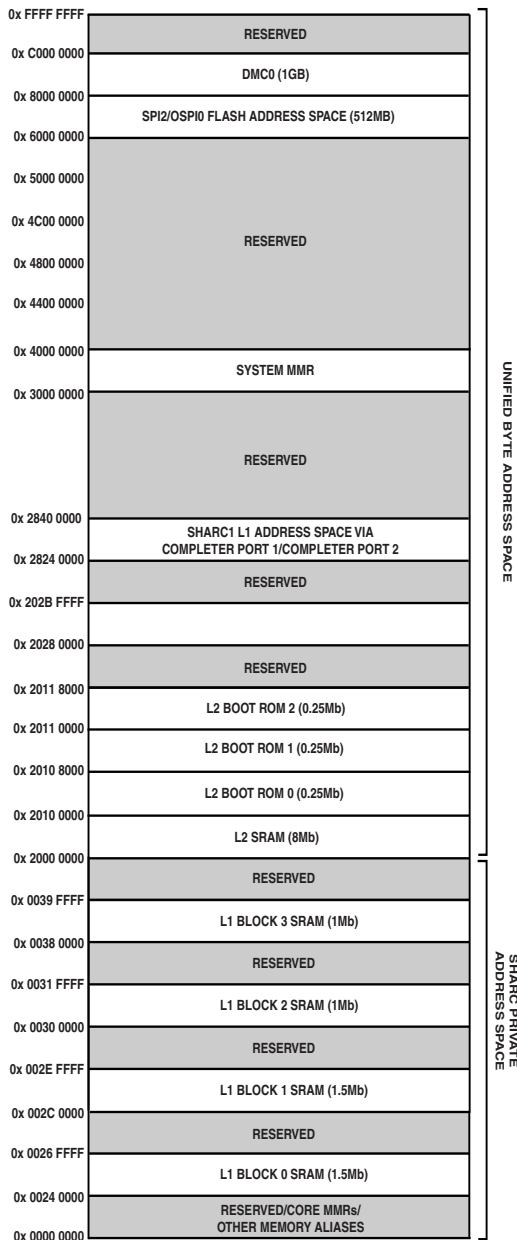 0x FFFF FFFF
RESERVED
0x C000 0000
DMC0 (1GB)
0x 8000 0000
SPI2/OSPI0 FLASH ADDRESS SPACE (512MB)
0x 6000 0000
0x 5000 0000
0x 4C00 0000
RESERVED
0x 4800 0000
0x 4400 0000
0x 4000 0000
SYSTEM MMR
0x 3000 0000
RESERVED
0x 2840 0000
SHARC1 L1 ADDRESS SPACE VIA
COMPLETER PORT 1/COMPLETER PORT 2
0x 2824 0000
RESERVED
0x 202B FFFF
0x 2028 0000
RESERVED
0x 2011 8000
L2 BOOT ROM 2 (0.25Mb)
0x 2011 0000
L2 BOOT ROM 1 (0.25Mb)
0x 2010 8000
L2 BOOT ROM 0 (0.25Mb)
0x 2010 0000
L2 SRAM (8Mb)
0x 2000 0000
RESERVED
0x 0039 FFFF
L1 BLOCK 3 SRAM (1Mb)
0x 0038 0000
RESERVED
0x 0031 FFFF
L1 BLOCK 2 SRAM (1Mb)
0x 0030 0000
RESERVED
0x 002E FFFF
L1 BLOCK 1 SRAM (1.5Mb)
0x 002C 0000
RESERVED
0x 0026 FFFF
L1 BLOCK 0 SRAM (1.5Mb)
0x 0024 0000
RESERVED/CORE MMRs/
OTHER MEMORY ALIASES
0x 0000 0000
UNIFIED BYTE ADDRESS SPACE
SHARC PRIVATE
ADDRESS SPACE